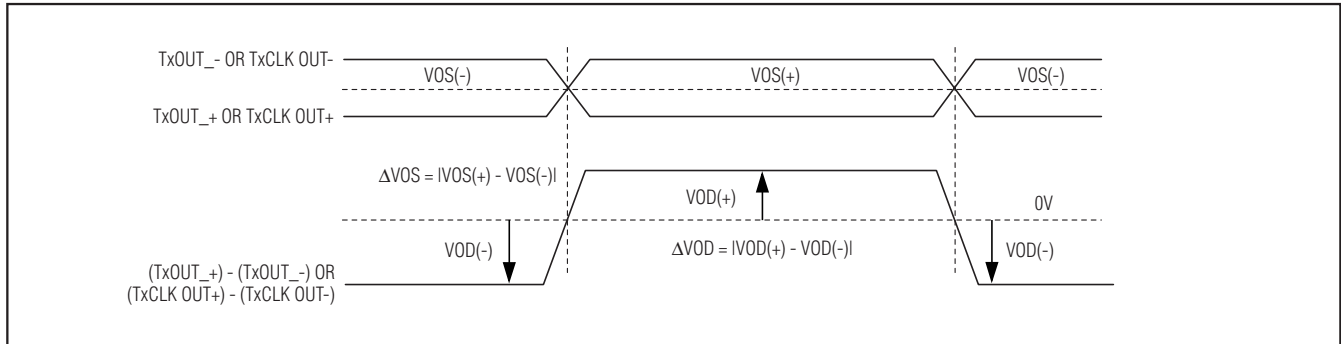 TxOUT_- OR TxCLK OUT-
VOS(-)
VOS(+)
VOS(-)
TxOUT_+ OR TxCLK OUT+
ΔVOS = |VOS(+) - VOS(-)|
VOD(+)
0V
VOD(-)
ΔVOD = |VOD(+) - VOD(-)|
VOD(-)
(TxOUT_+) - (TxOUT_-) OR
(TxCLK OUT+) - (TxCLK OUT-)